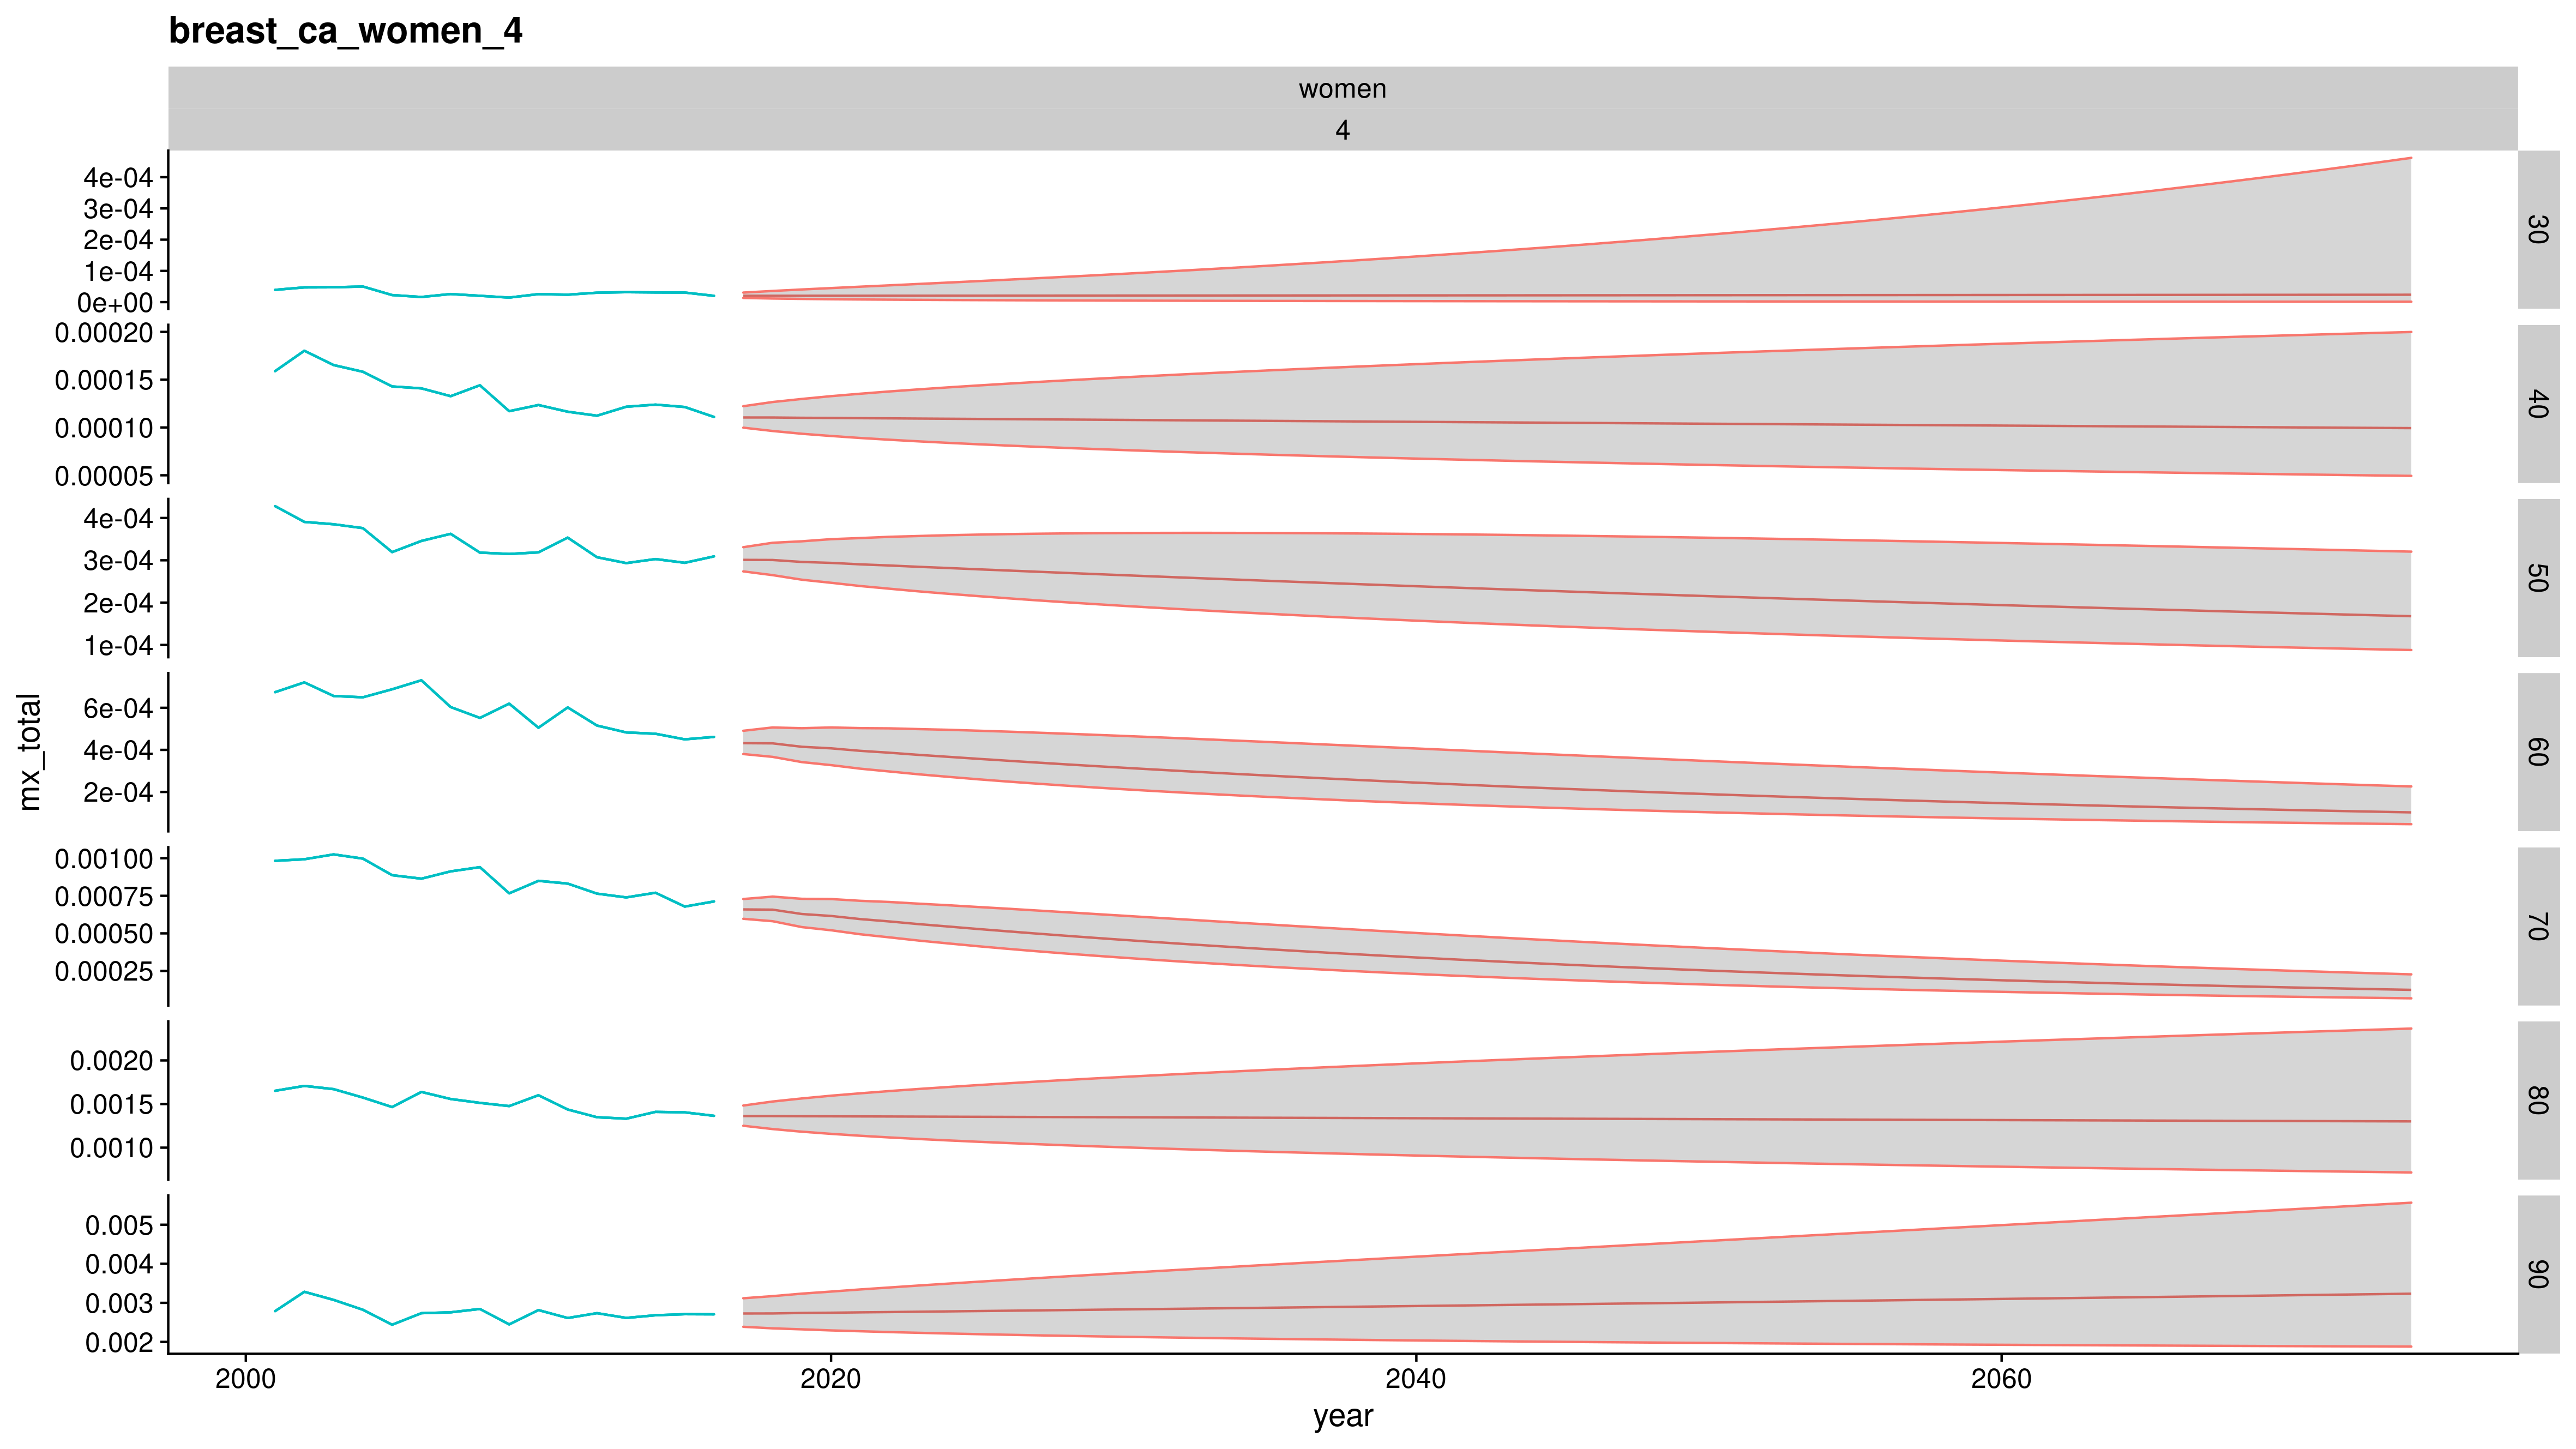 breast_ca_women_4
women
4
4e-04
3e-04
2e-04
1e-04
0e+00
30
0.00020
0.00015
0.00010
0.00005
40
4e-04
3e-04
2e-04
1e-04
50
6e-04
4e-04
2e-04
60
0.00100
0.00075
0.00050
0.00025
70
0.0020
0.0015
0.0010
80
0.005
0.004
0.003
0.002
90
mx_total
2000 2020 2040 2060
year